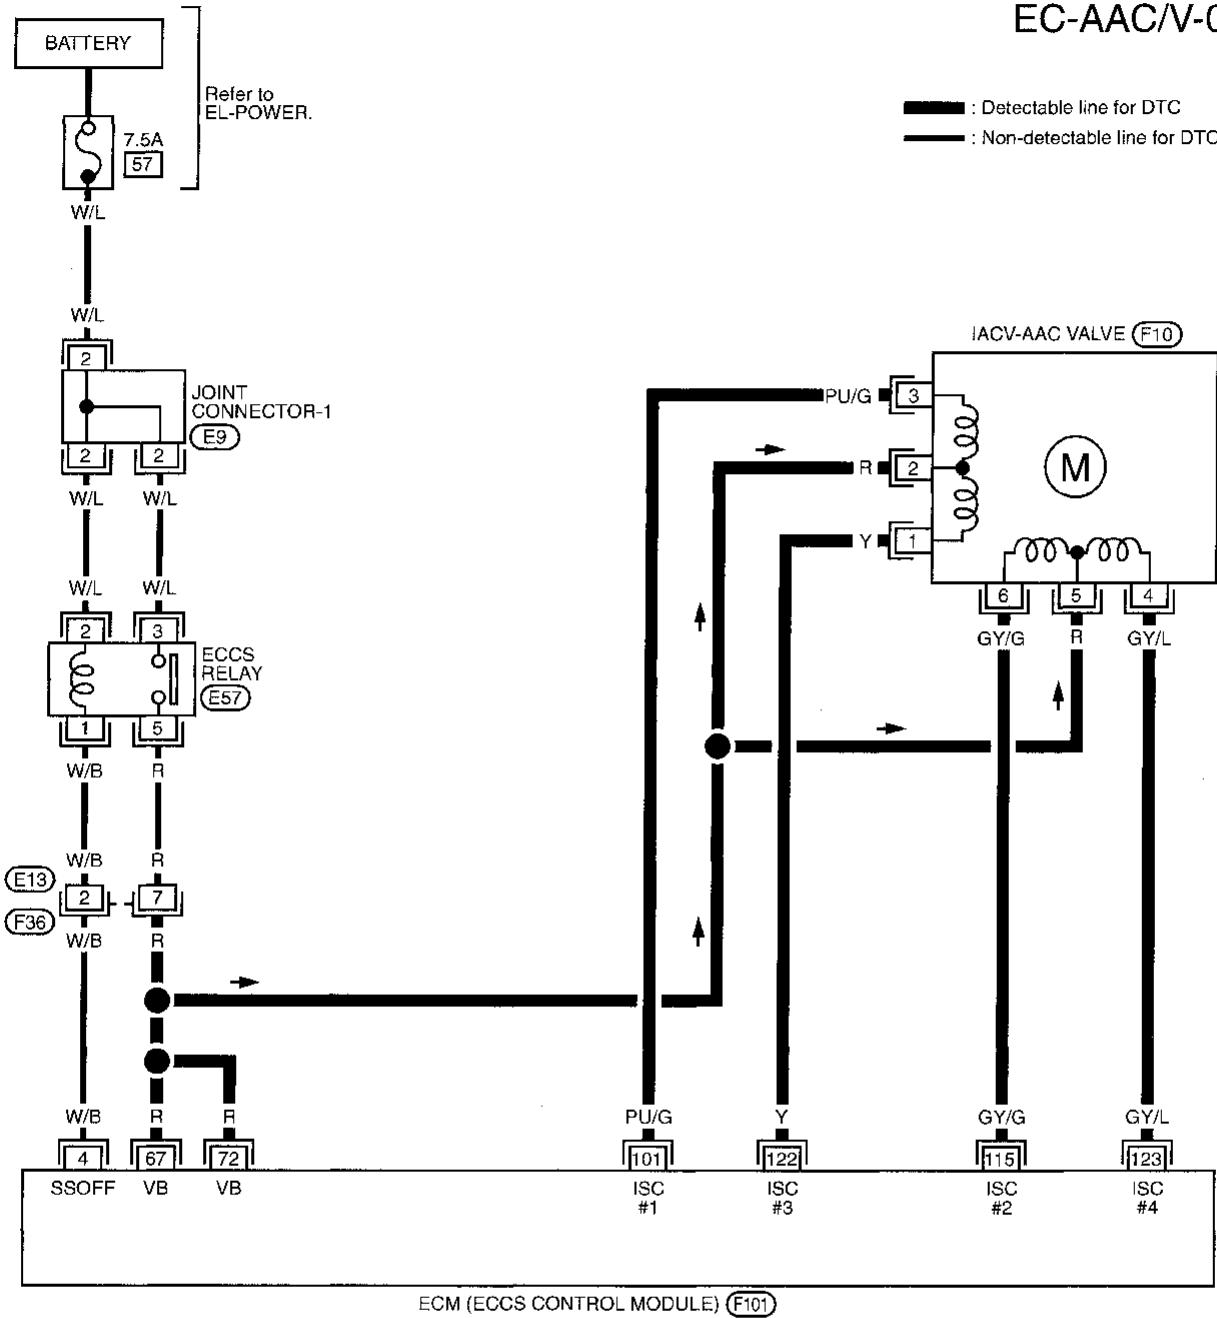 EC-AAC/V-0
BATTERY
Refer to
EL-POWER.
: Detectable line for DTC
7.5A
: Non-detectable line for DTC
57
W/L
W/L
IACV-AAC VALVE F10
2
JOINT
CONNECTOR-1
E9
PU/G 3
2 2
M
R 2
W/L W/L
Y 1
W/L W/L
6 5 4
2 3
GY/G R GY/L
ECCS
RELAY
E57
1 5
W/B R
W/B R
E13
2 7
F36
W/B R
W/B R R PU/G Y GY/G GY/L
4 67 72 101 122 115 123
SSOFF VB VB ISC ISC ISC ISC
#1 #3 #2 #4
ECM (ECCS CONTROL MODULE) F101